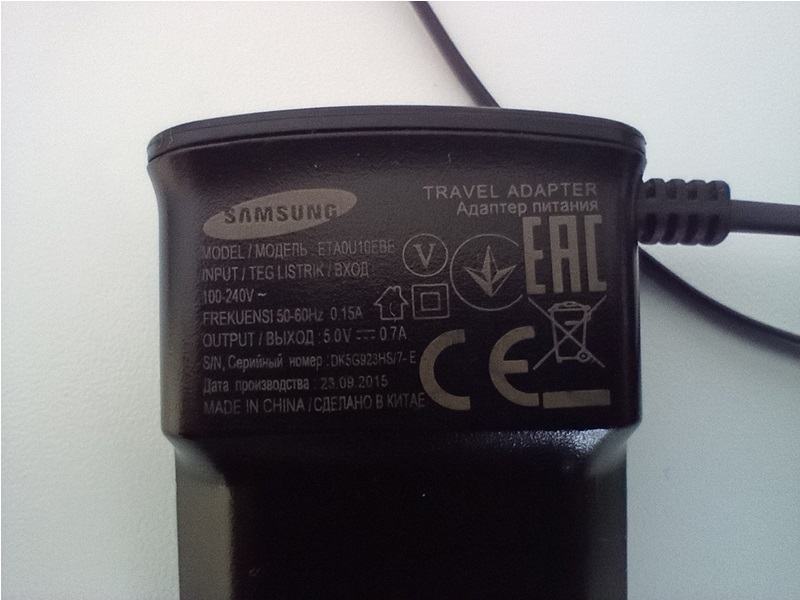 SAMSUNG
TRAVEL ADAPTER
Адаптер питания
MODEL / МОДЕЛЬ : ETA0U10EBE
INPUT / TEG LISTRIK / ВХОД :
100-240V ~
FREKUENSI 50-60Hz 0.15A
OUTPUT / ВЫХОД : 5.0V 0.7A
S/N, Серийный номер : DK5G923HS/7- E
Дата производства : 23.09.2015
MADE IN CHINA / СДЕЛАНО В КИТАЕ
V
EAC
CE